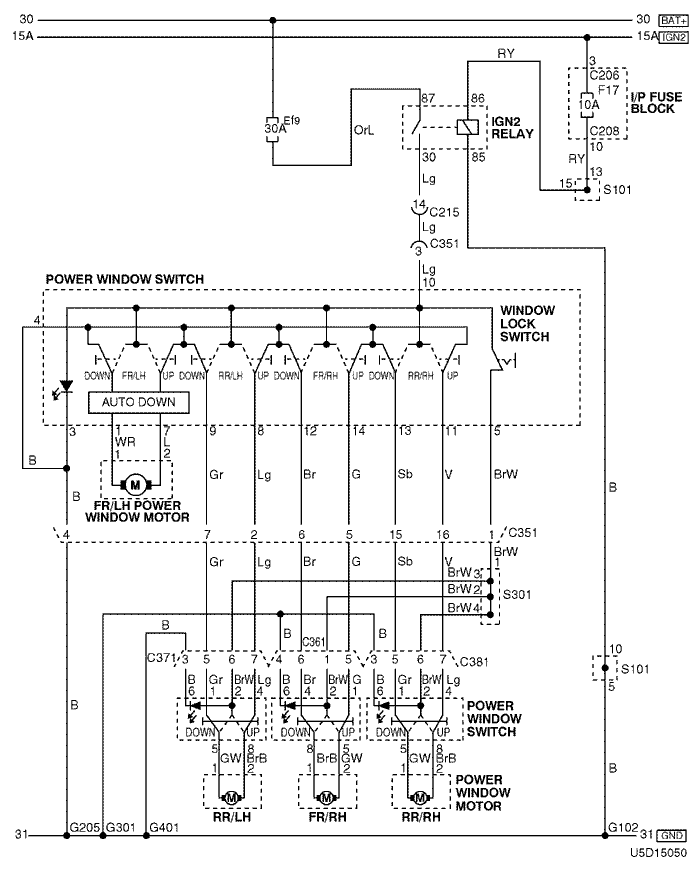 30 30 BAT+
15A 15A IGN2
RY 3
C206
F17
87 86 I/P FUSE
BLOCK
Ef9
30A 10A
OrL IGN2
RELAY
C208
30 85 10
RY
Lg 13
15 S101
14 C215
Lg
C351
3
Lg
POWER WINDOW SWITCH 10
WINDOW
LOCK
SWITCH
4
DOWN FR/LH UP DOWN RR/LH UP DOWN FR/RH UP DOWN RR/RH UP
AUTO DOWN
3 1 7 9 8 12 14 13 11 5
WR L
B 1 2 Gr Lg Br G Sb V BrW
M B B
FR/LH POWER
WINDOW MOTOR
4 7 2 6 5 15 16 1 C351
BrW
Gr Lg Br G Sb V 1
BrW 3
BrW 2 S301
BrW 4
B B B
C361
10
C371 3 5 6 7 4 6 1 5 3 5 6 7 C381
S101
B Gr BrW Lg B Br BrW G B Gr BrW Lg
6 1 2 4 6 1 2 1 6 1 2 4 5
B POWER
WINDOW
SWITCH
DOWN UP DOWN UP DOWN UP
5 8 8 5 5 8
GW BrB BrB GW GW BrB
1 2 1 2 1 2 B
M M M POWER
WINDOW
MOTOR
RR/LH FR/RH RR/RH
31 G205 G301 G401 G102 31 GND
U5D15050